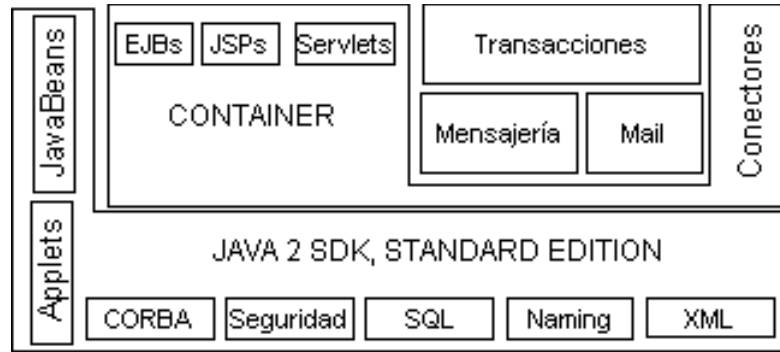 JavaBeans
EJBs
JSPs
Servlets
CONTAINER
Transacciones
Mensajería
Mail
Conectores
Applets
JAVA 2 SDK, STANDARD EDITION
CORBA
Seguridad
SQL
Naming
XML